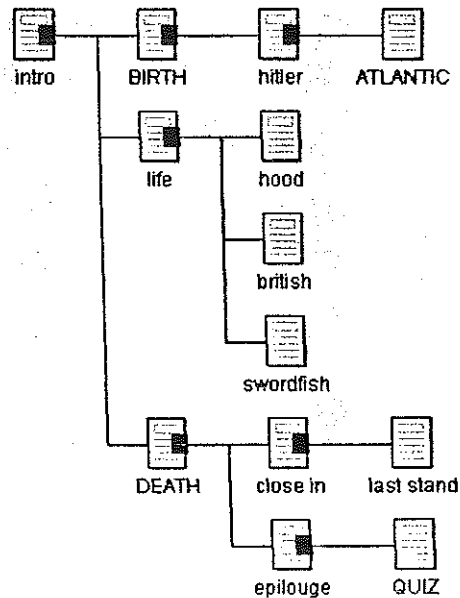 intro BIRTH hitler ATLANTIC
life hood
british
swordfish
DEATH close in last stand
epilouge QUIZ